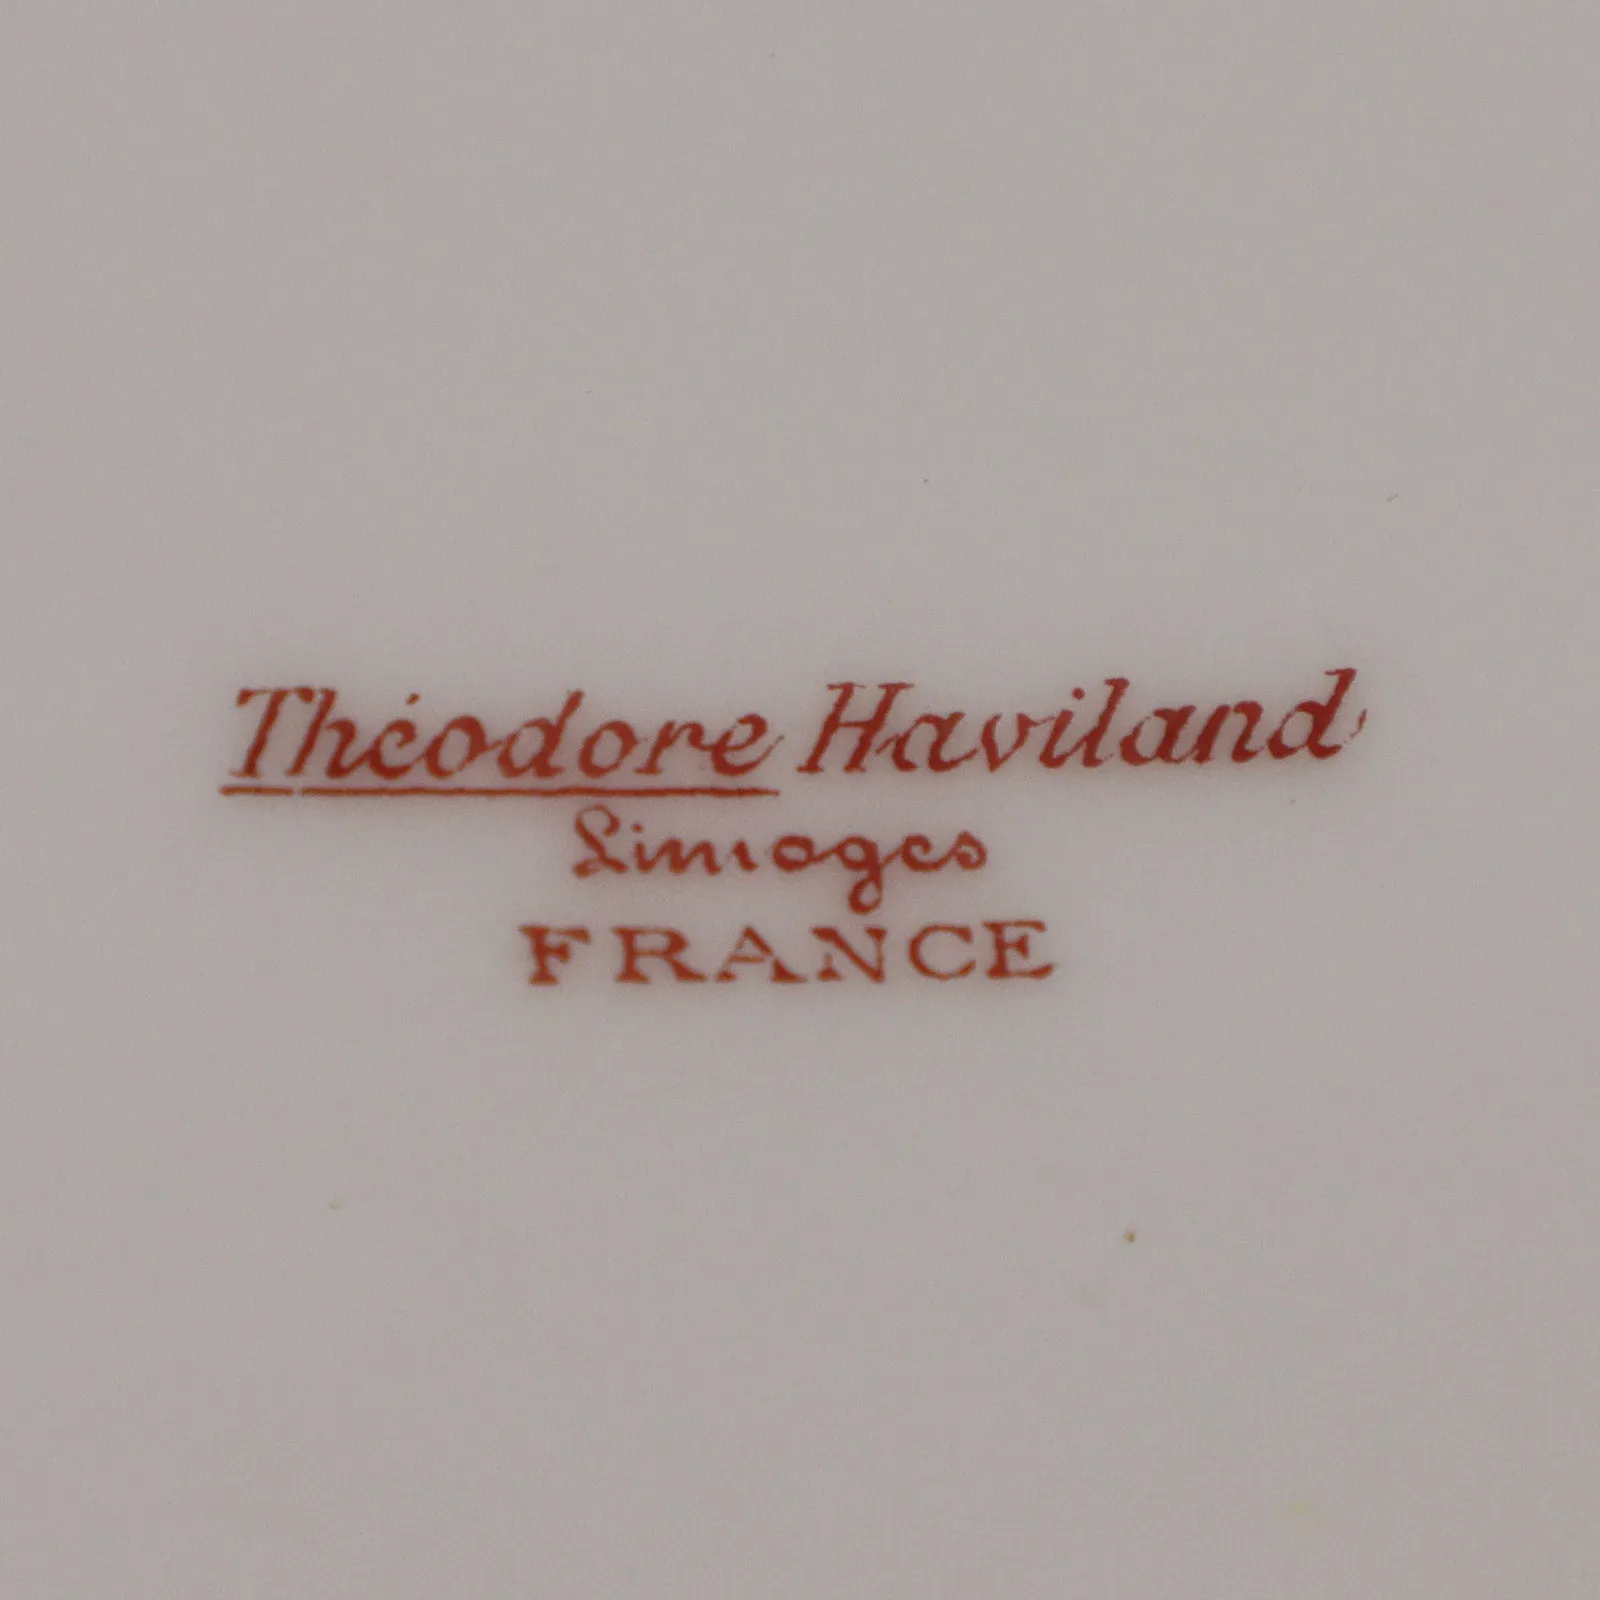 Théodore Haviland
Limoges
FRANCE